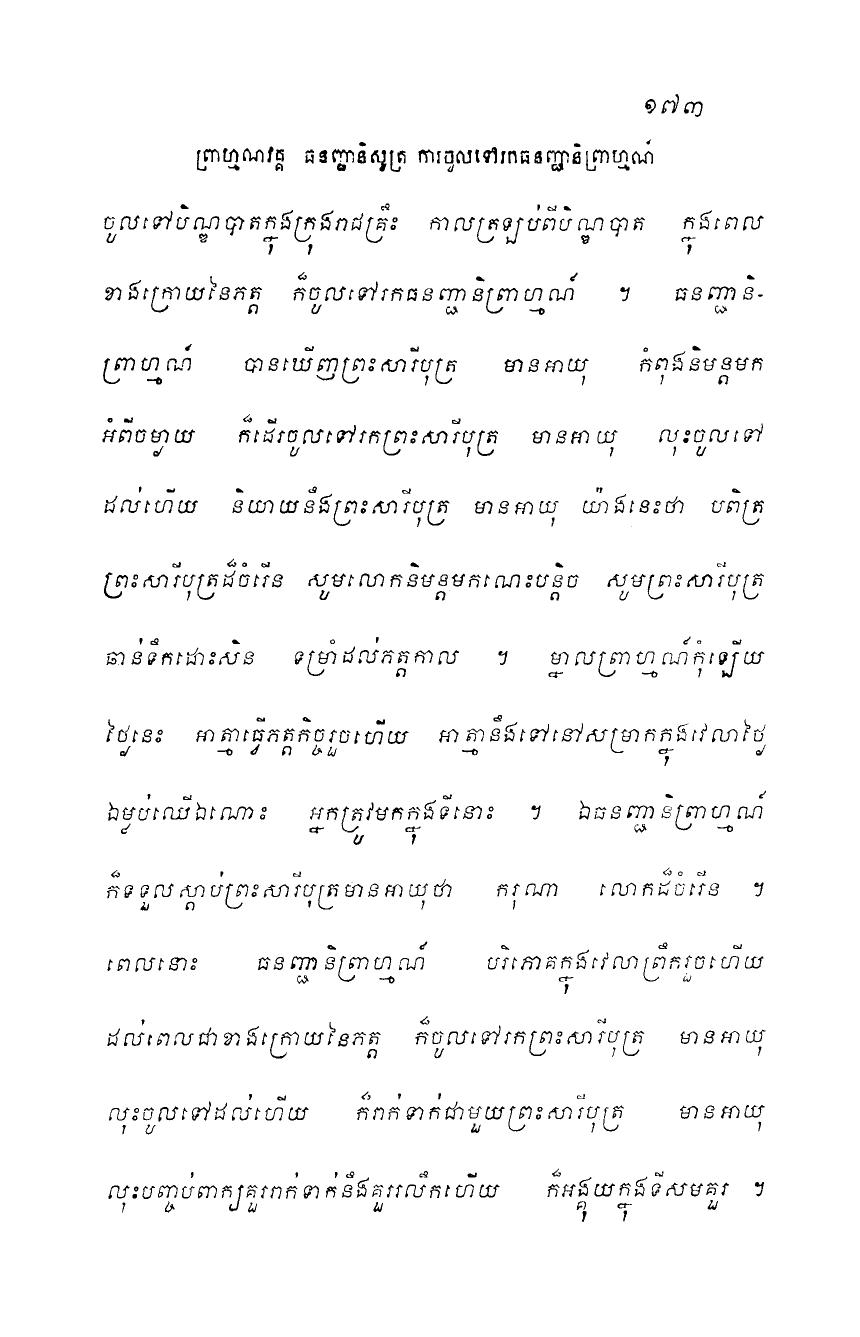 ១៧៣
ព្រាហ្មណវគ្គ ធនញ្ជានិសូត្រ ការចូលទៅរកធនញ្ជានិព្រាហ្មណ៍
ចូលទៅបិណ្ឌបាតក្នុងក្រុងរាជគ្រឹះ កាលត្រឡប់ពីបិណ្ឌបាត ក្នុងពេល
ខាងក្រោយនៃភត្ត ក៏ចូលទៅរកធនញ្ជានិព្រាហ្មណ៍ ។ ធនញ្ជានិ-
ព្រាហ្មណ៍ បានឃើញព្រះសារីបុត្រ មានអាយុ កំពុងនិមន្តមក
អំពីចម្ងាយ ក៏ដើរចូលទៅរកព្រះសារីបុត្រ មានអាយុ លុះចូលទៅ
ដល់ហើយ និយាយនឹងព្រះសារីបុត្រ មានអាយុ យ៉ាងនេះថា បពិត្រ
ព្រះសារីបុត្រដ៏ចំរើន សូមលោកនិមន្តមកណេះបន្តិច សូមព្រះសារីបុត្រ
ឆាន់ទឹកដោះសិន ទម្រាំដល់ភត្តកាល ។ ម្នាលព្រាហ្មណ៍កុំឡើយ
ថ្ងៃនេះ អាត្មាធ្វើភត្តកិច្ចរួចហើយ អាត្មានឹងទៅនៅសម្រាកក្នុងវេលាថ្ងៃ
ឯម្លប់ឈើឯណោះ អ្នកត្រូវមកក្នុងទីនោះ ។ ឯធនញ្ជានិព្រាហ្មណ៍
ក៏ទទួលស្តាប់ព្រះសារីបុត្រមានអាយុថា ករុណា លោកដ៏ចំរើន ។
ពេលនោះ ធនញ្ជានិព្រាហ្មណ៍ បរិភោគក្នុងវេលាព្រឹករួចហើយ
ដល់ពេលជាខាងក្រោយនៃភត្ត ក៏ចូលទៅរកព្រះសារីបុត្រ មានអាយុ
លុះចូលទៅដល់ហើយ ក៏រាក់ទាក់ជាមួយព្រះសារីបុត្រ មានអាយុ
លុះបញ្ចប់ពាក្យគួររាក់ទាក់នឹងគួររលឹកហើយ ក៏អង្គុយក្នុងទីសមគួរ ។